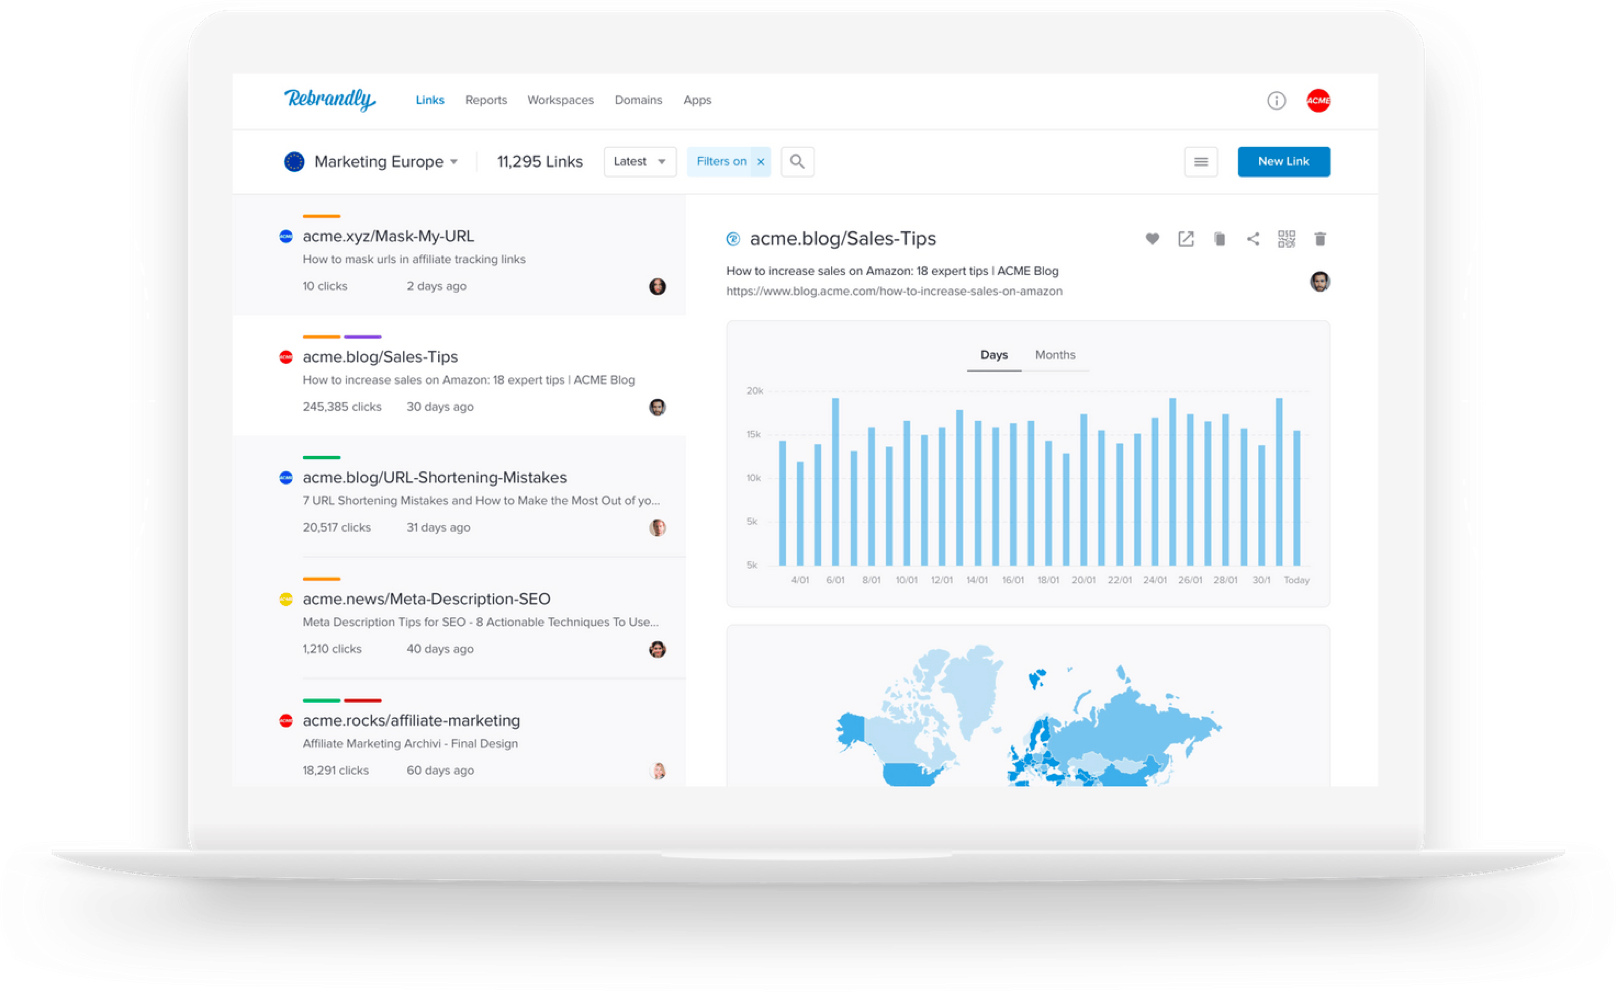 Rebrandly
Links Reports Workspaces Domains Apps
ACME
Marketing Europe 11,295 Links Latest Filters on × New Link
acme.xyz/Mask-My-URL
How to mask urls in affiliate tracking links
10 clicks 2 days ago
ACME
acme.blog/Sales-Tips
How to increase sales on Amazon: 18 expert tips | ACME Blog
245,385 clicks 30 days ago
acme.blog/URL-Shortening-Mistakes
7 URL Shortening Mistakes and How to Make the Most Out of yo...
20,517 clicks 31 days ago
acme.news/Meta-Description-SEO
Meta Description Tips for SEO - 8 Actionable Techniques To Use...
1,210 clicks 40 days ago
acme.rocks/affiliate-marketing
Affiliate Marketing Archivi - Final Design
18,291 clicks 60 days ago
acme.blog/Sales-Tips
How to increase sales on Amazon: 18 expert tips | ACME Blog
https://www.blog.acme.com/how-to-increase-sales-on-amazon
Days Months
20k
15k
10k
5k
5k
4/01 6/01 8/01 10/01 12/01 14/01 16/01 18/01 20/01 22/01 24/01 26/01 28/01 30/1 Today